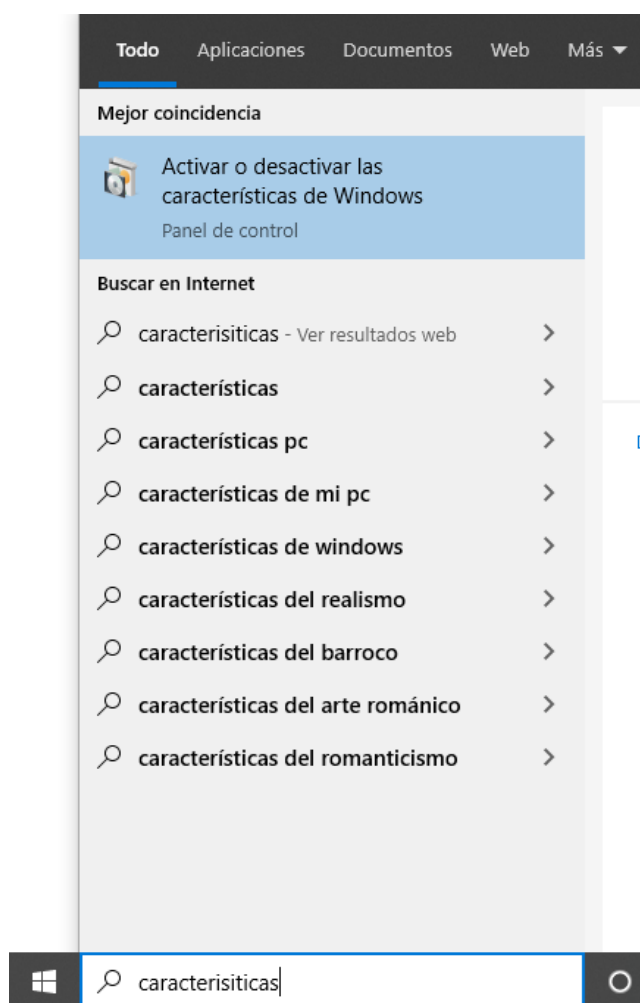 Todo Aplicaciones Documentos Web Más
Mejor coincidencia
Activar o desactivar las
características de Windows
Panel de control
Buscar en Internet
caracterisiticas - Ver resultados web
características
características pc
características de mi pc
características de windows
características del realismo
características del barroco
características del arte románico
características del romanticismo
caracterisiticas